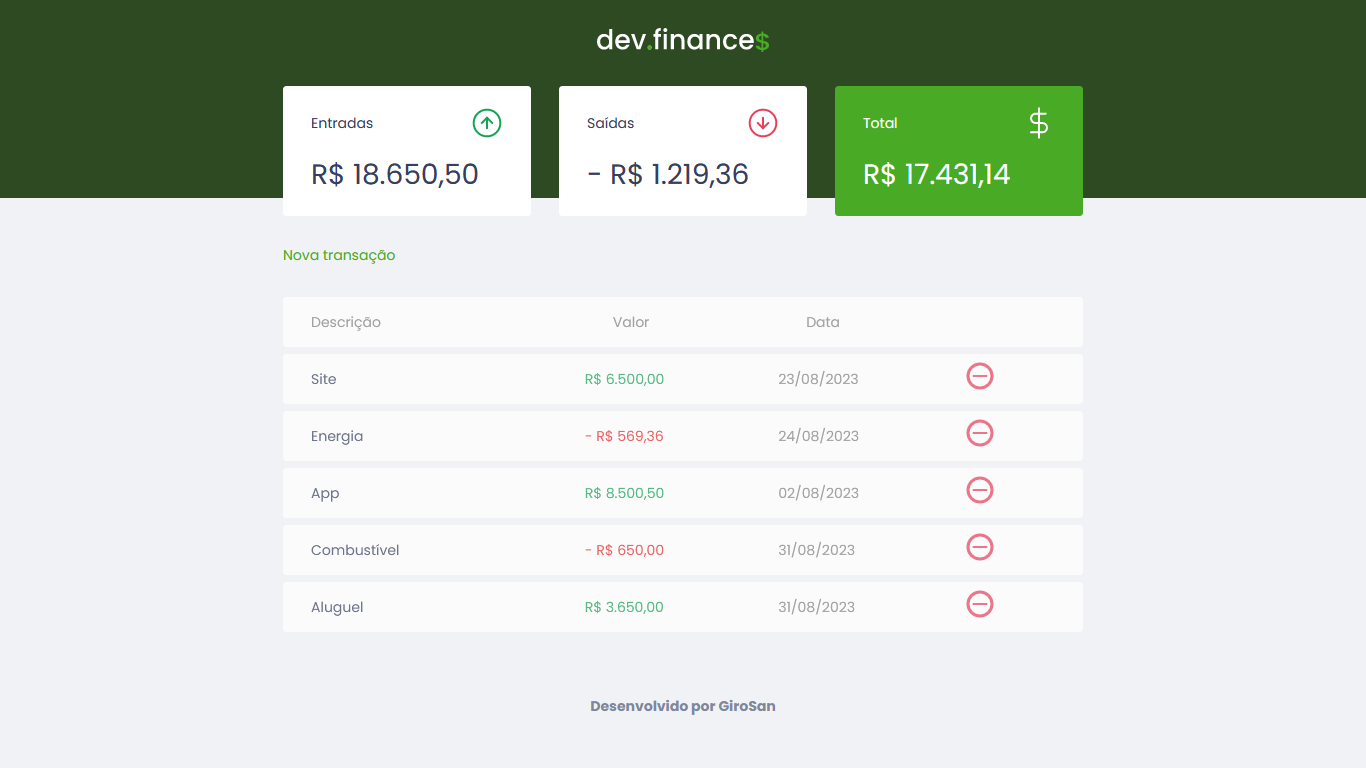 dev.finance$
Entradas
R$ 18.650,50
Saídas
- R$ 1.219,36
Total
R$ 17.431,14
Nova transação
Descrição Valor Data
Site R$ 6.500,00 23/08/2023
Energia - R$ 569,36 24/08/2023
App R$ 8.500,50 02/08/2023
Combustível - R$ 650,00 31/08/2023
Aluguel R$ 3.650,00 31/08/2023
Desenvolvido por GiroSan